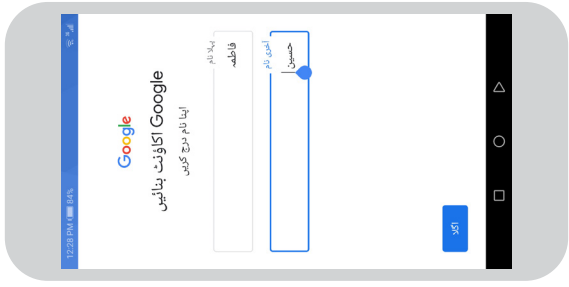 12:28 PM 84%
Google
Google اکاؤنٹ بنائیں
اپنا نام درج کریں
پہلا نام
فاطمہ
آخری نام
حسین
اگلا